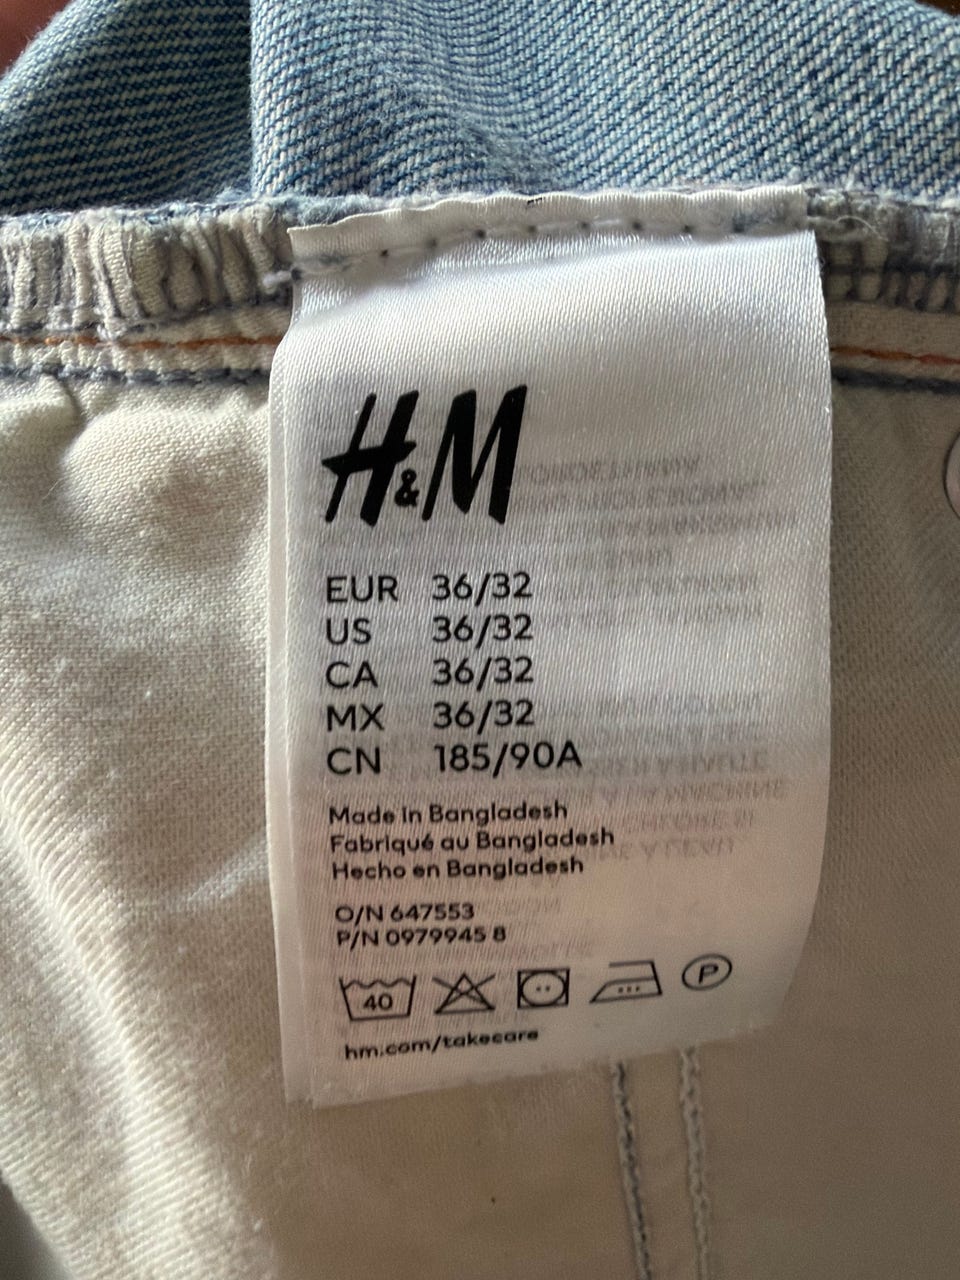 H&M
EUR 36/32
US 36/32
CA 36/32
MX 36/32
CN 185/90A
Made in Bangladesh
Fabriqué au Bangladesh
Hecho en Bangladesh
O/N 647553
P/N 0979945 8
40 P
hm.com/takecare